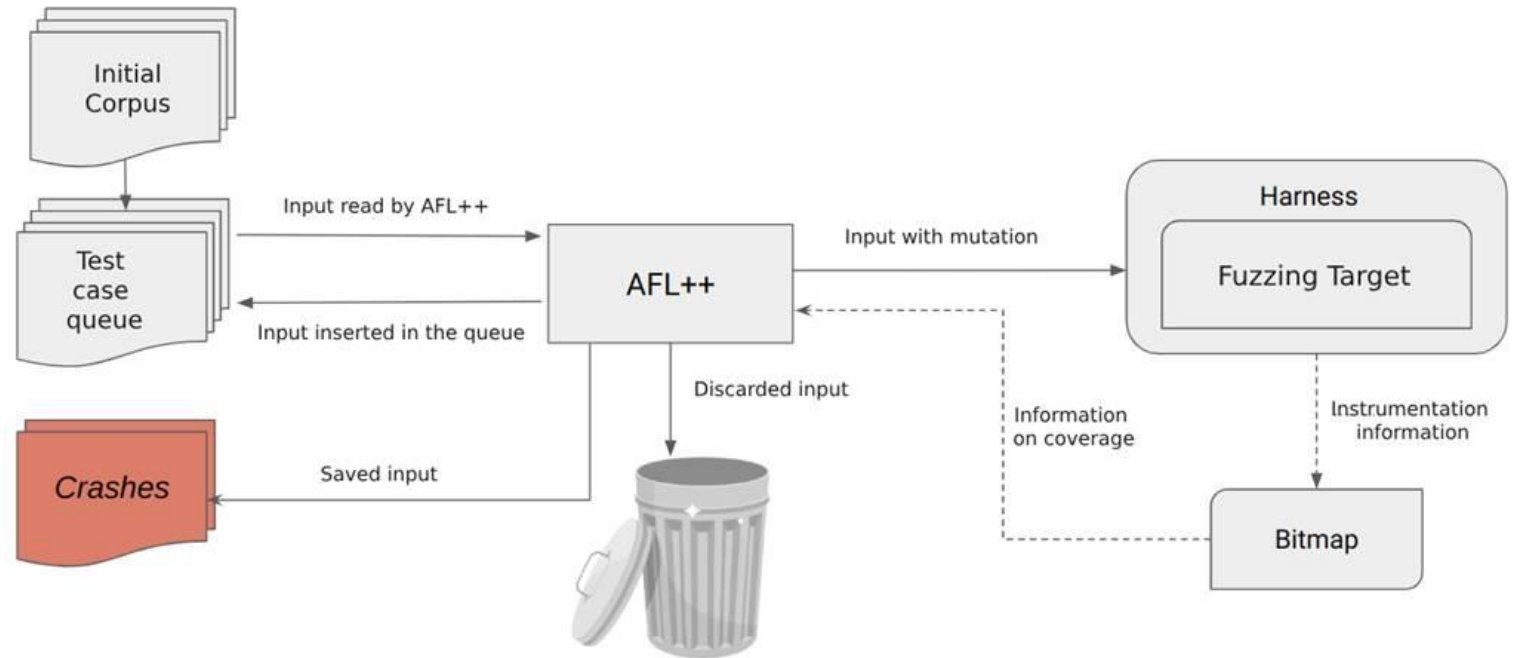 Initial
Corpus
Input read by AFL++
Test
case
queue
Input inserted in the queue
AFL++
Input with mutation
Harness
Fuzzing Target
Discarded input
Information
on coverage
Instrumentation
information
Crashes
Saved input
Bitmap